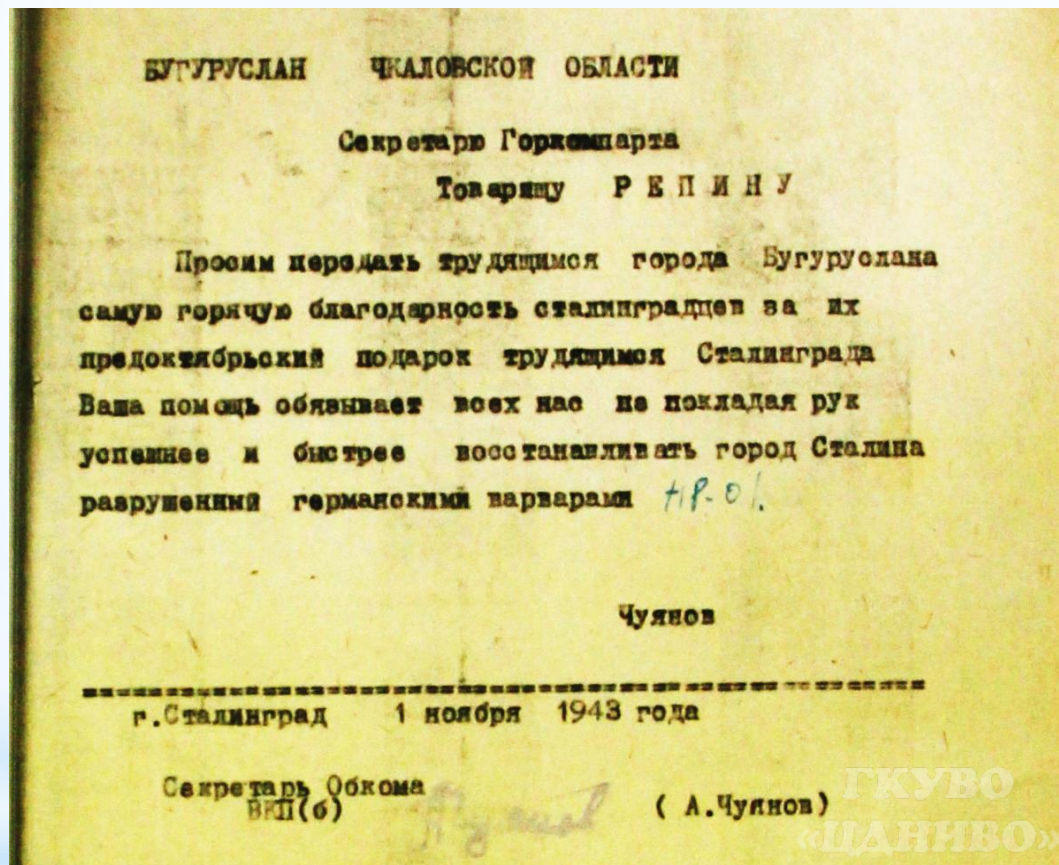 БУГУРУСЛАН ЧКАЛОВСКОЙ ОБЛАСТИ
Секретарю Горкомпарта
Товарищу Р Е П И Н У
Просим передать трудящимся города Бугуруслана
самую горячую благодарность сталинградцев за их
предоктябрьский подарок трудящимся Сталинграда
Ваша помощь обязывает всех нас не покладая рук
успешнее и быстрее восстанавливать город Сталина
разрушенный германскими варварами
Чуянов
г.Сталинград 1 ноября 1943 года
Секретарь Обкома
ВКП(б) Чуянов ( А.Чуянов)
ГКУВО
«ЦДНИВО»